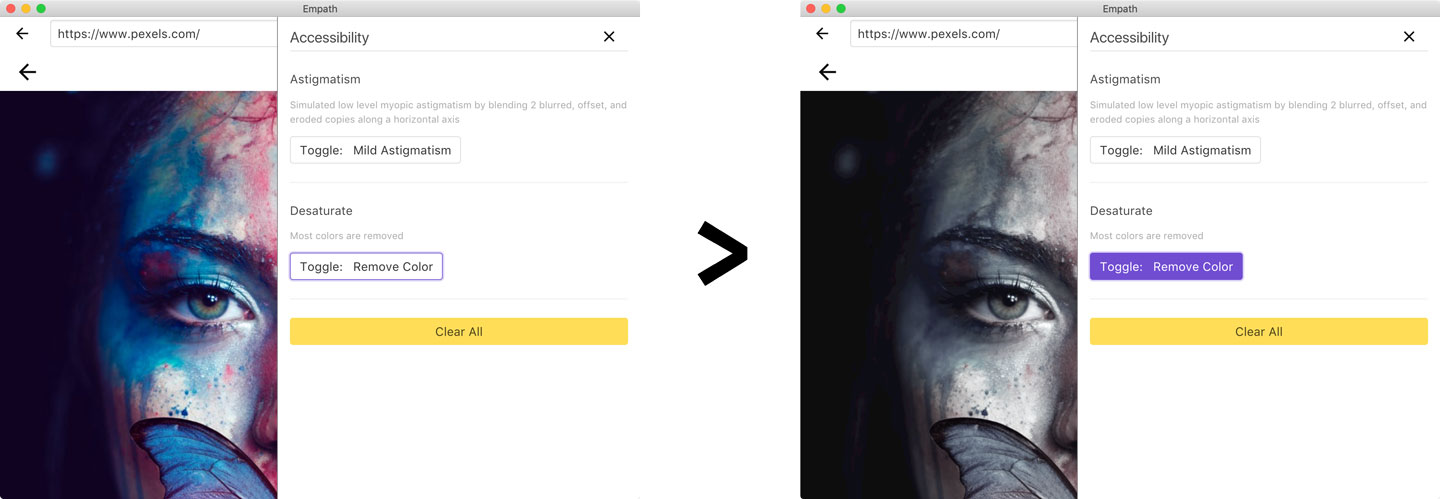 Empath
https://www.pexels.com/
Accessibility
Astigmatism
Simulated low level myopic astigmatism by blending 2 blurred, offset, and
eroded copies along a horizontal axis
Toggle: Mild Astigmatism
Desaturate
Most colors are removed
Toggle: Remove Color
Clear All
>
Empath
https://www.pexels.com/
Accessibility
Astigmatism
Simulated low level myopic astigmatism by blending 2 blurred, offset, and
eroded copies along a horizontal axis
Toggle: Mild Astigmatism
Desaturate
Most colors are removed
Toggle: Remove Color
Clear All